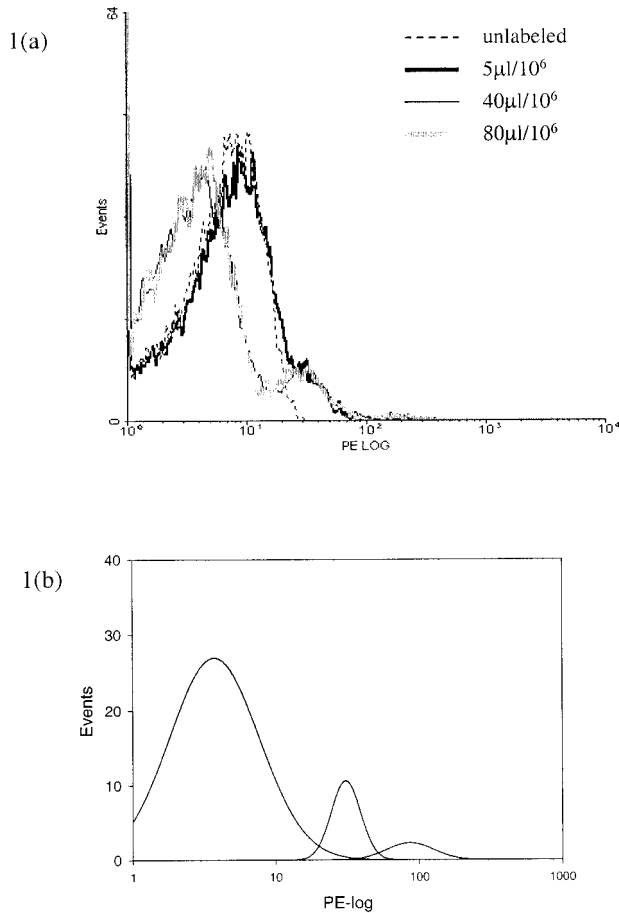 1(a)
64
Events
0
unlabeled
5µl/10⁶
40µl/10⁶
80µl/10⁶
10⁰ 10¹ 10² 10³ 10⁴
PE LOG
1(b)
40
30
20
10
0
Events
1 10 100 1000
PE-log